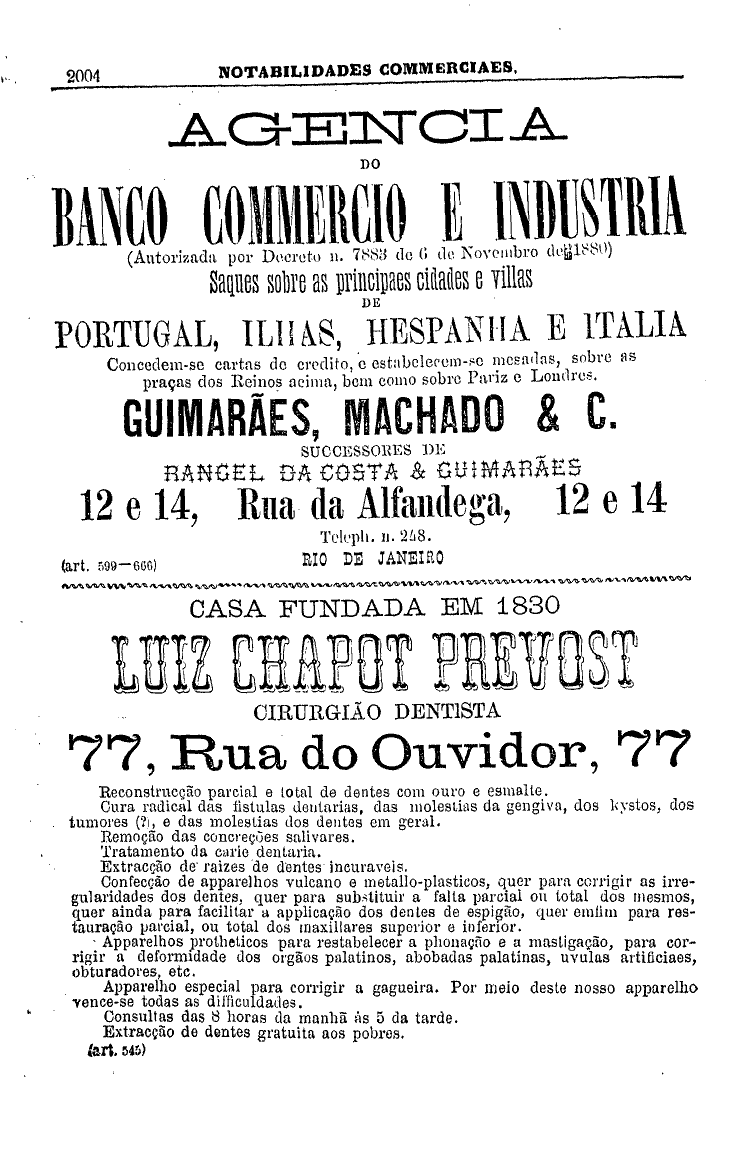 2004 NOTABILIDADES COMMERCIAES.
AGENCIA
DO
BANCO COMMERCIO E INDUSTRIA
(Autorizada por Decreto n. 7883 de 6 de Novembro de 1880)
Saques sobre as principaes cidades e villas
DE
PORTUGAL, ILHAS, HESPANHA E ITALIA
Concedem-se cartas de credito, e estabelecem-se mesadas, sobre as
praças dos Reinos acima, bem como sobre Pariz e Londres.
GUIMARÃES, MACHADO & C.
SUCCESSORES DE
RANGEL DA COSTA & GUIMARÃES
12 e 14, Rua da Alfandega, 12 e 14
Teleph. n. 248.
(art. 599—666) RIO DE JANEIRO
CASA FUNDADA EM 1830
LUIZ CHAPOT PREVOST
CIRURGIÃO DENTISTA
77, Rua do Ouvidor, 77
Reconstrucção parcial e total de dentes com ouro e esmalte.
Cura radical das fistulas dentarias, das molestias da gengiva, dos kystos, dos
tumores (?), e das molestias dos dentes em geral.
Remoção das concreções salivares.
Tratamento da carie dentaria.
Extracção de raizes de dentes incuraveis.
Confecção de apparelhos vulcano e metallo-plasticos, quer para corrigir as irre-
gularidades dos dentes, quer para substituir a falta parcial ou total dos mesmos,
quer ainda para facilitar a applicação dos dentes de espigão, quer emfim para res-
tauração parcial, ou total dos maxillares superior e inferior.
Apparelhos protheticos para restabelecer a phonação e a mastigação, para cor-
rigir a deformidade dos orgãos palatinos, abobadas palatinas, uvulas artificiaes,
obturadores, etc.
Apparelho especial para corrigir a gagueira. Por meio deste nosso apparelho
vence-se todas as difficuldades.
Consultas das 8 horas da manhã ás 5 da tarde.
Extracção de dentes gratuita aos pobres.
(art. 545)